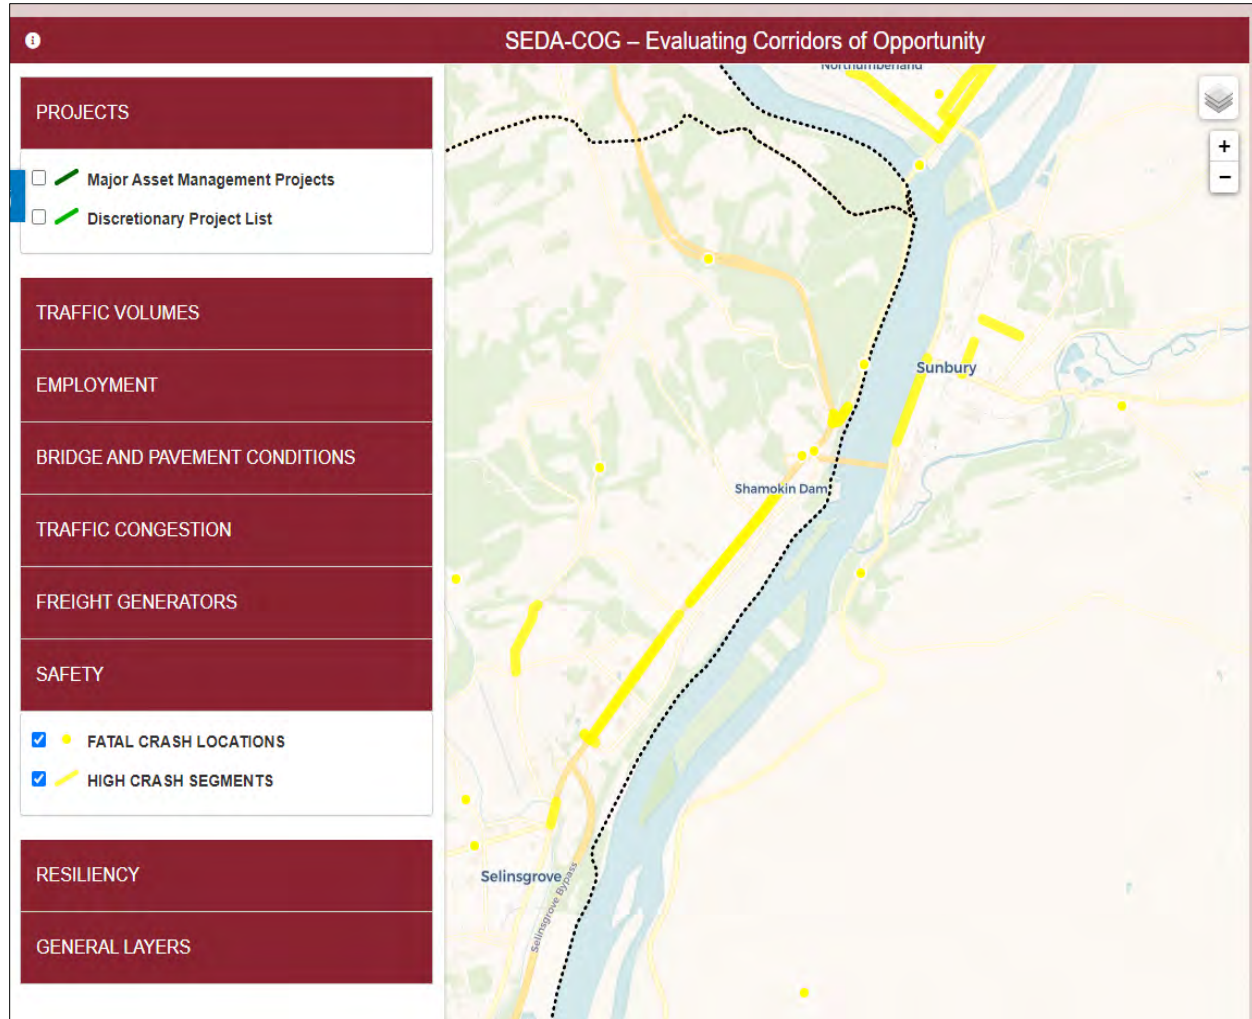 SEDA-COG – Evaluating Corridors of Opportunity
PROJECTS
Major Asset Management Projects
Discretionary Project List
TRAFFIC VOLUMES
EMPLOYMENT
BRIDGE AND PAVEMENT CONDITIONS
TRAFFIC CONGESTION
FREIGHT GENERATORS
SAFETY
FATAL CRASH LOCATIONS
HIGH CRASH SEGMENTS
RESILIENCY
GENERAL LAYERS
Northumberland
+
−
Sunbury
Shamokin Dam
Selinsgrove
Selinsgrove Bypass